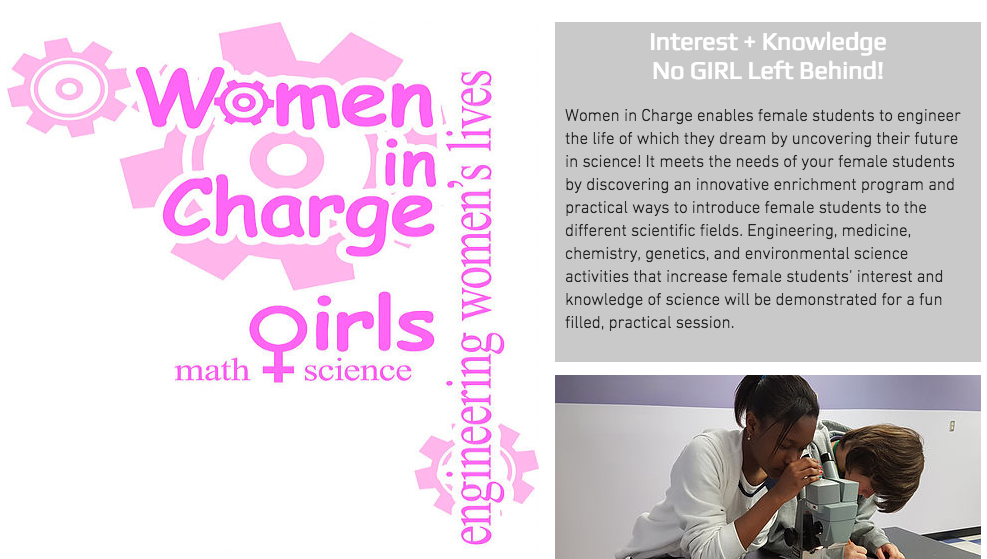 Women
in
Charge
girls
math science
engineering women's lives
Interest + Knowledge
No GIRL Left Behind!
Women in Charge enables female students to engineer
the life of which they dream by uncovering their future
in science! It meets the needs of your female students
by discovering an innovative enrichment program and
practical ways to introduce female students to the
different scientific fields. Engineering, medicine,
chemistry, genetics, and environmental science
activities that increase female students' interest and
knowledge of science will be demonstrated for a fun
filled, practical session.